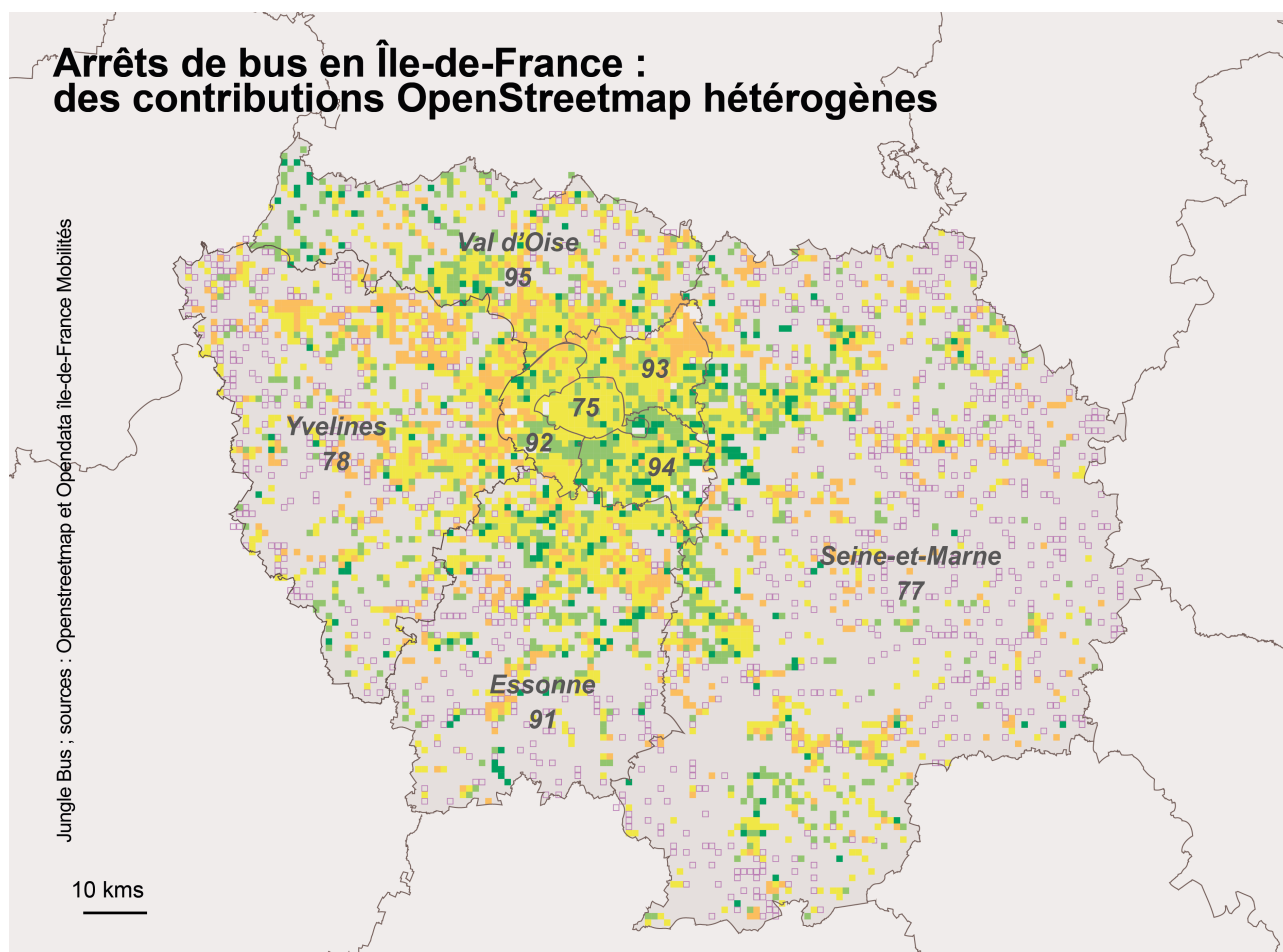 Arrêts de bus en Île-de-France :
des contributions OpenStreetmap hétérogènes
Val d'Oise
95
93
75
Yvelines
78
92
94
Seine-et-Marne
77
Essonne
91
Jungle Bus ; sources : Openstreetmap et Opendata île-de-France Mobilités
10 kms